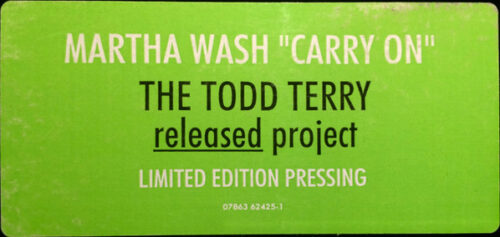 MARTHA WASH "CARRY ON"
THE TODD TERRY
released project
LIMITED EDITION PRESSING
07863 62425-1